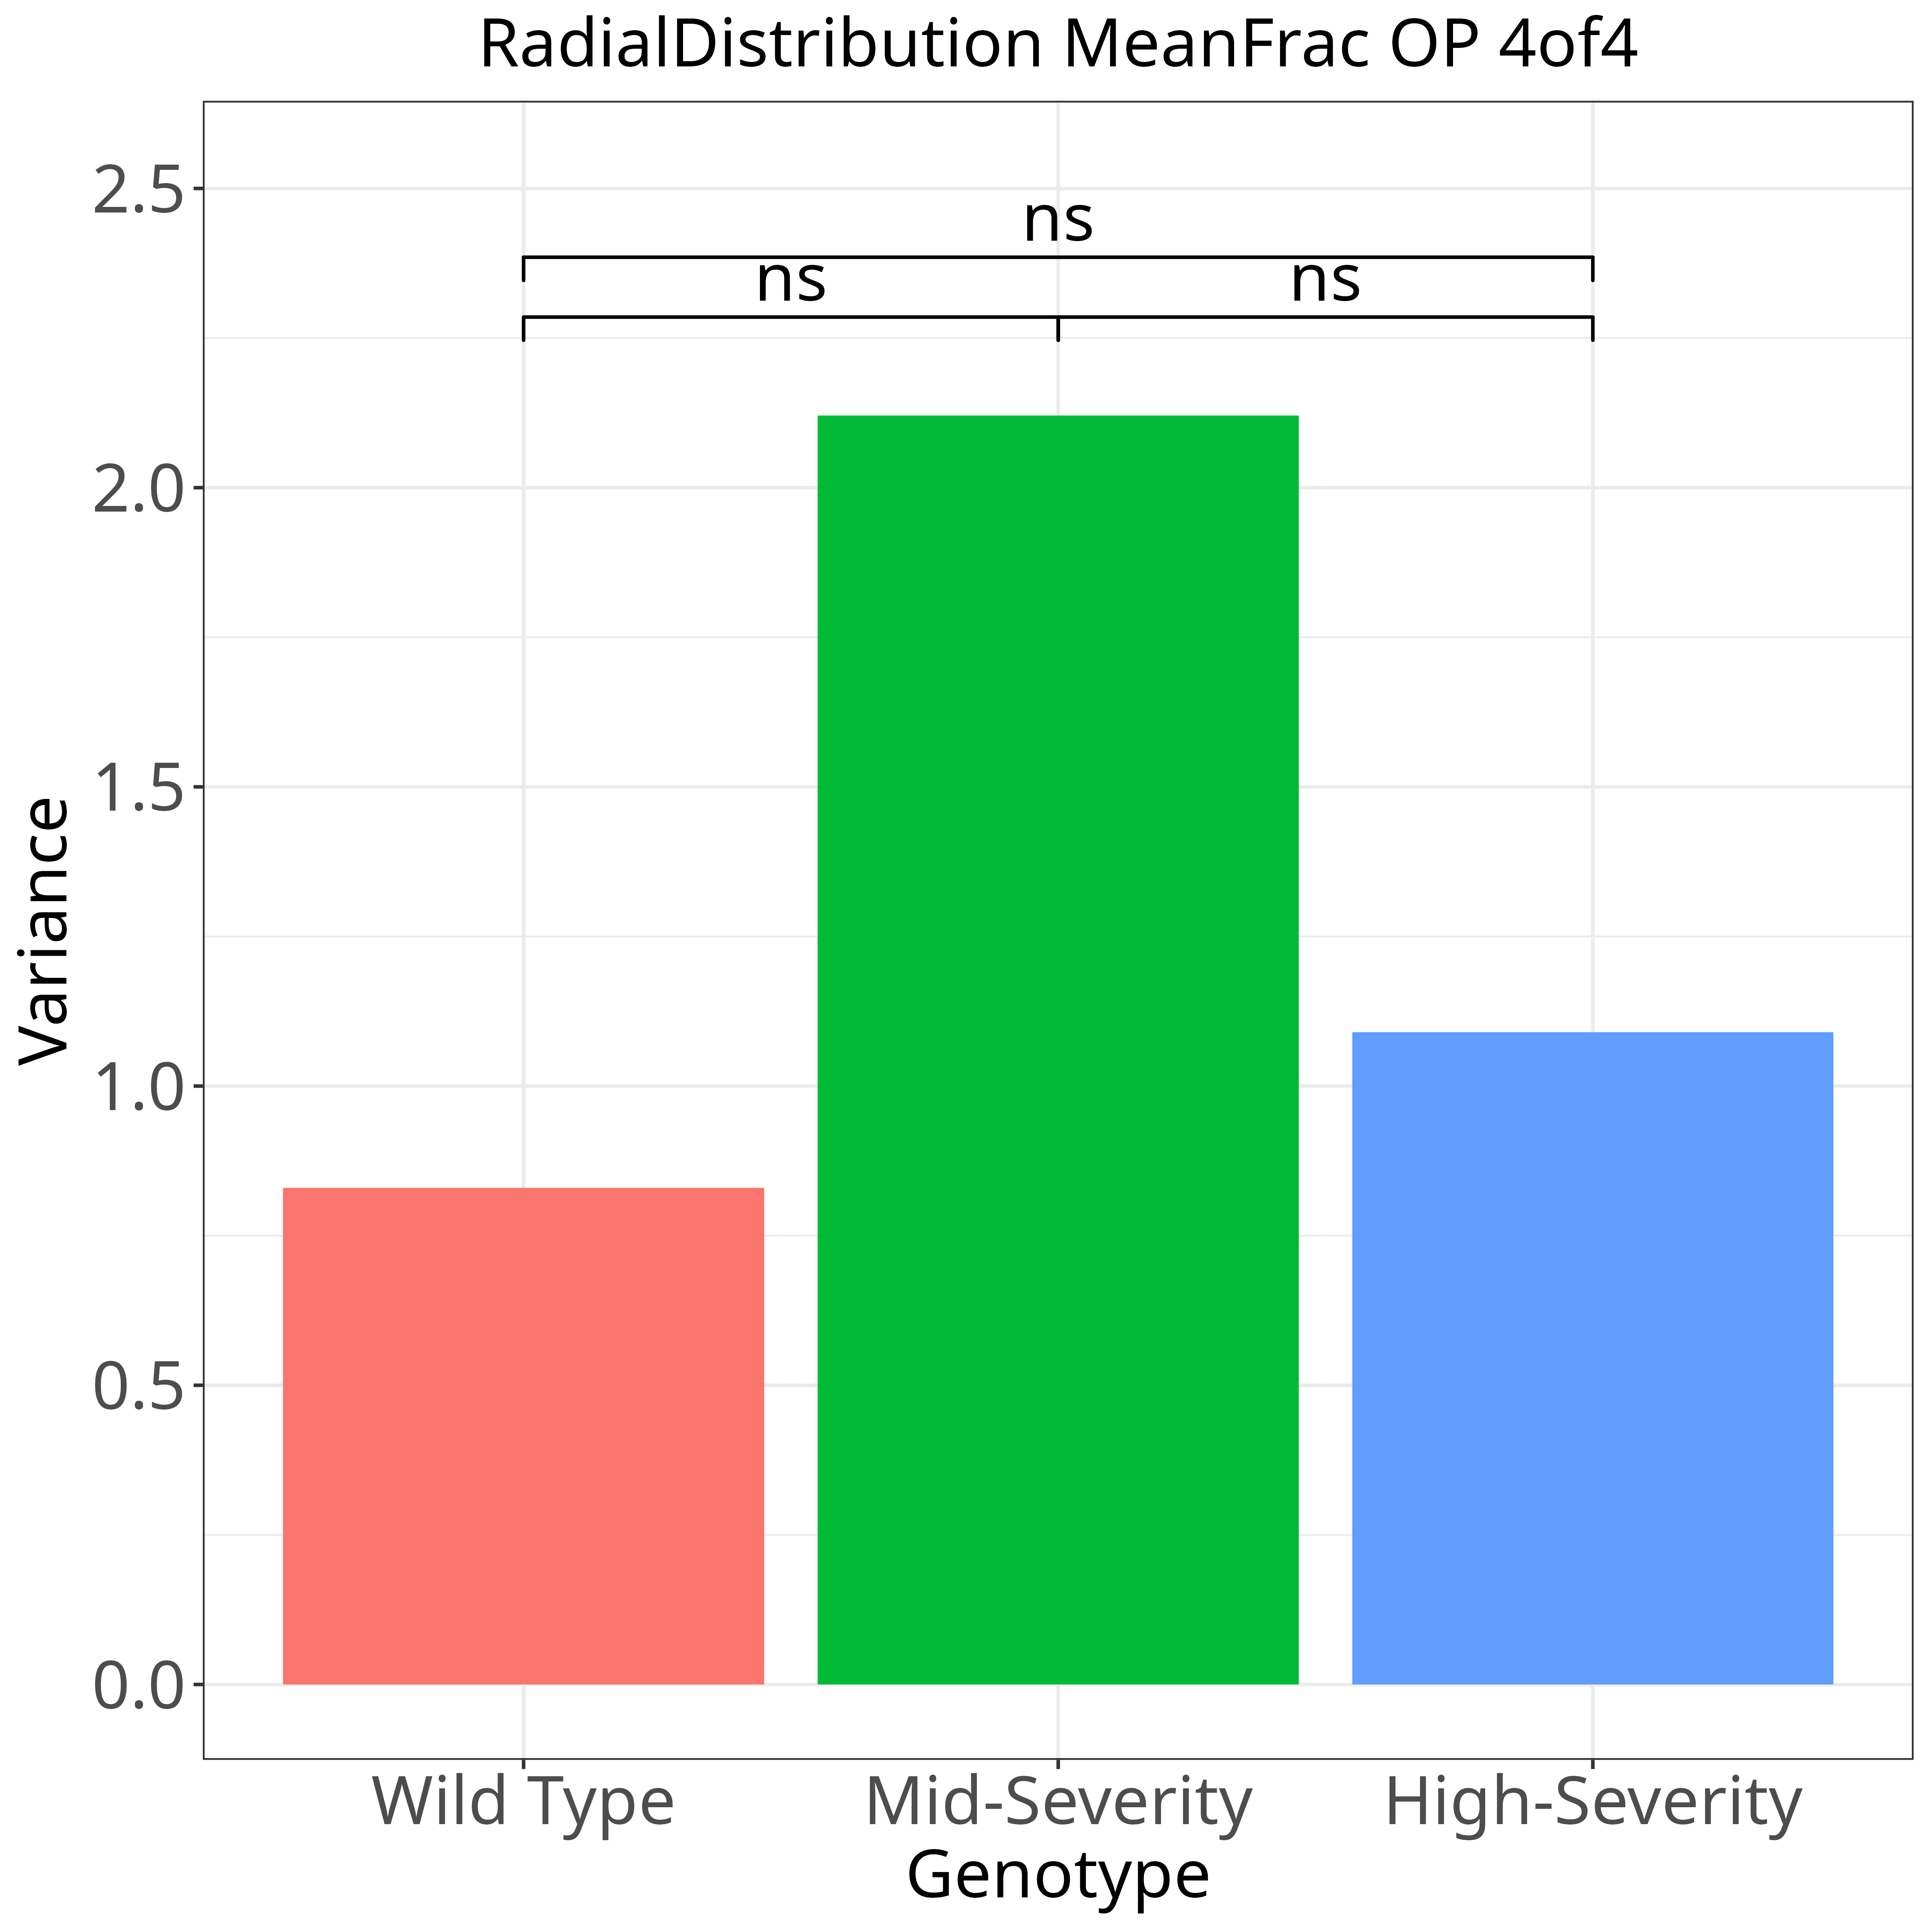 RadialDistribution MeanFrac OP 4of4
2.5
ns
ns ns
2.0
1.5
1.0
0.5
0.0
Variance
Wild Type Mid-Severity High-Severity
Genotype